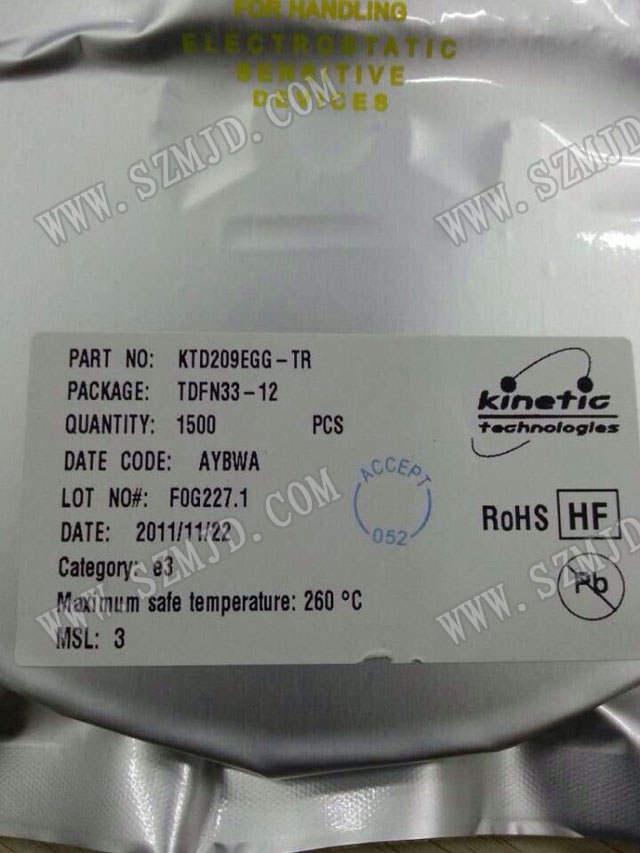 FOR HANDLING
ELECTROSTATIC
SENSITIVE
DEVICES
WWW.SZMJD.COM
WWW.SZMJD.COM
PART NO: KTD209EGG-TR
PACKAGE: TDFN33-12
QUANTITY: 1500 PCS
DATE CODE: AYBWA
LOT NO#: F0G227.1
DATE: 2011/11/22
Category: e3
Maximum safe temperature: 260 °C
MSL: 3
kinetic
technologies
ACCEPT
052
RoHS HF
Pb
WWW.SZMJD.COM
WWW.SZMJD.COM